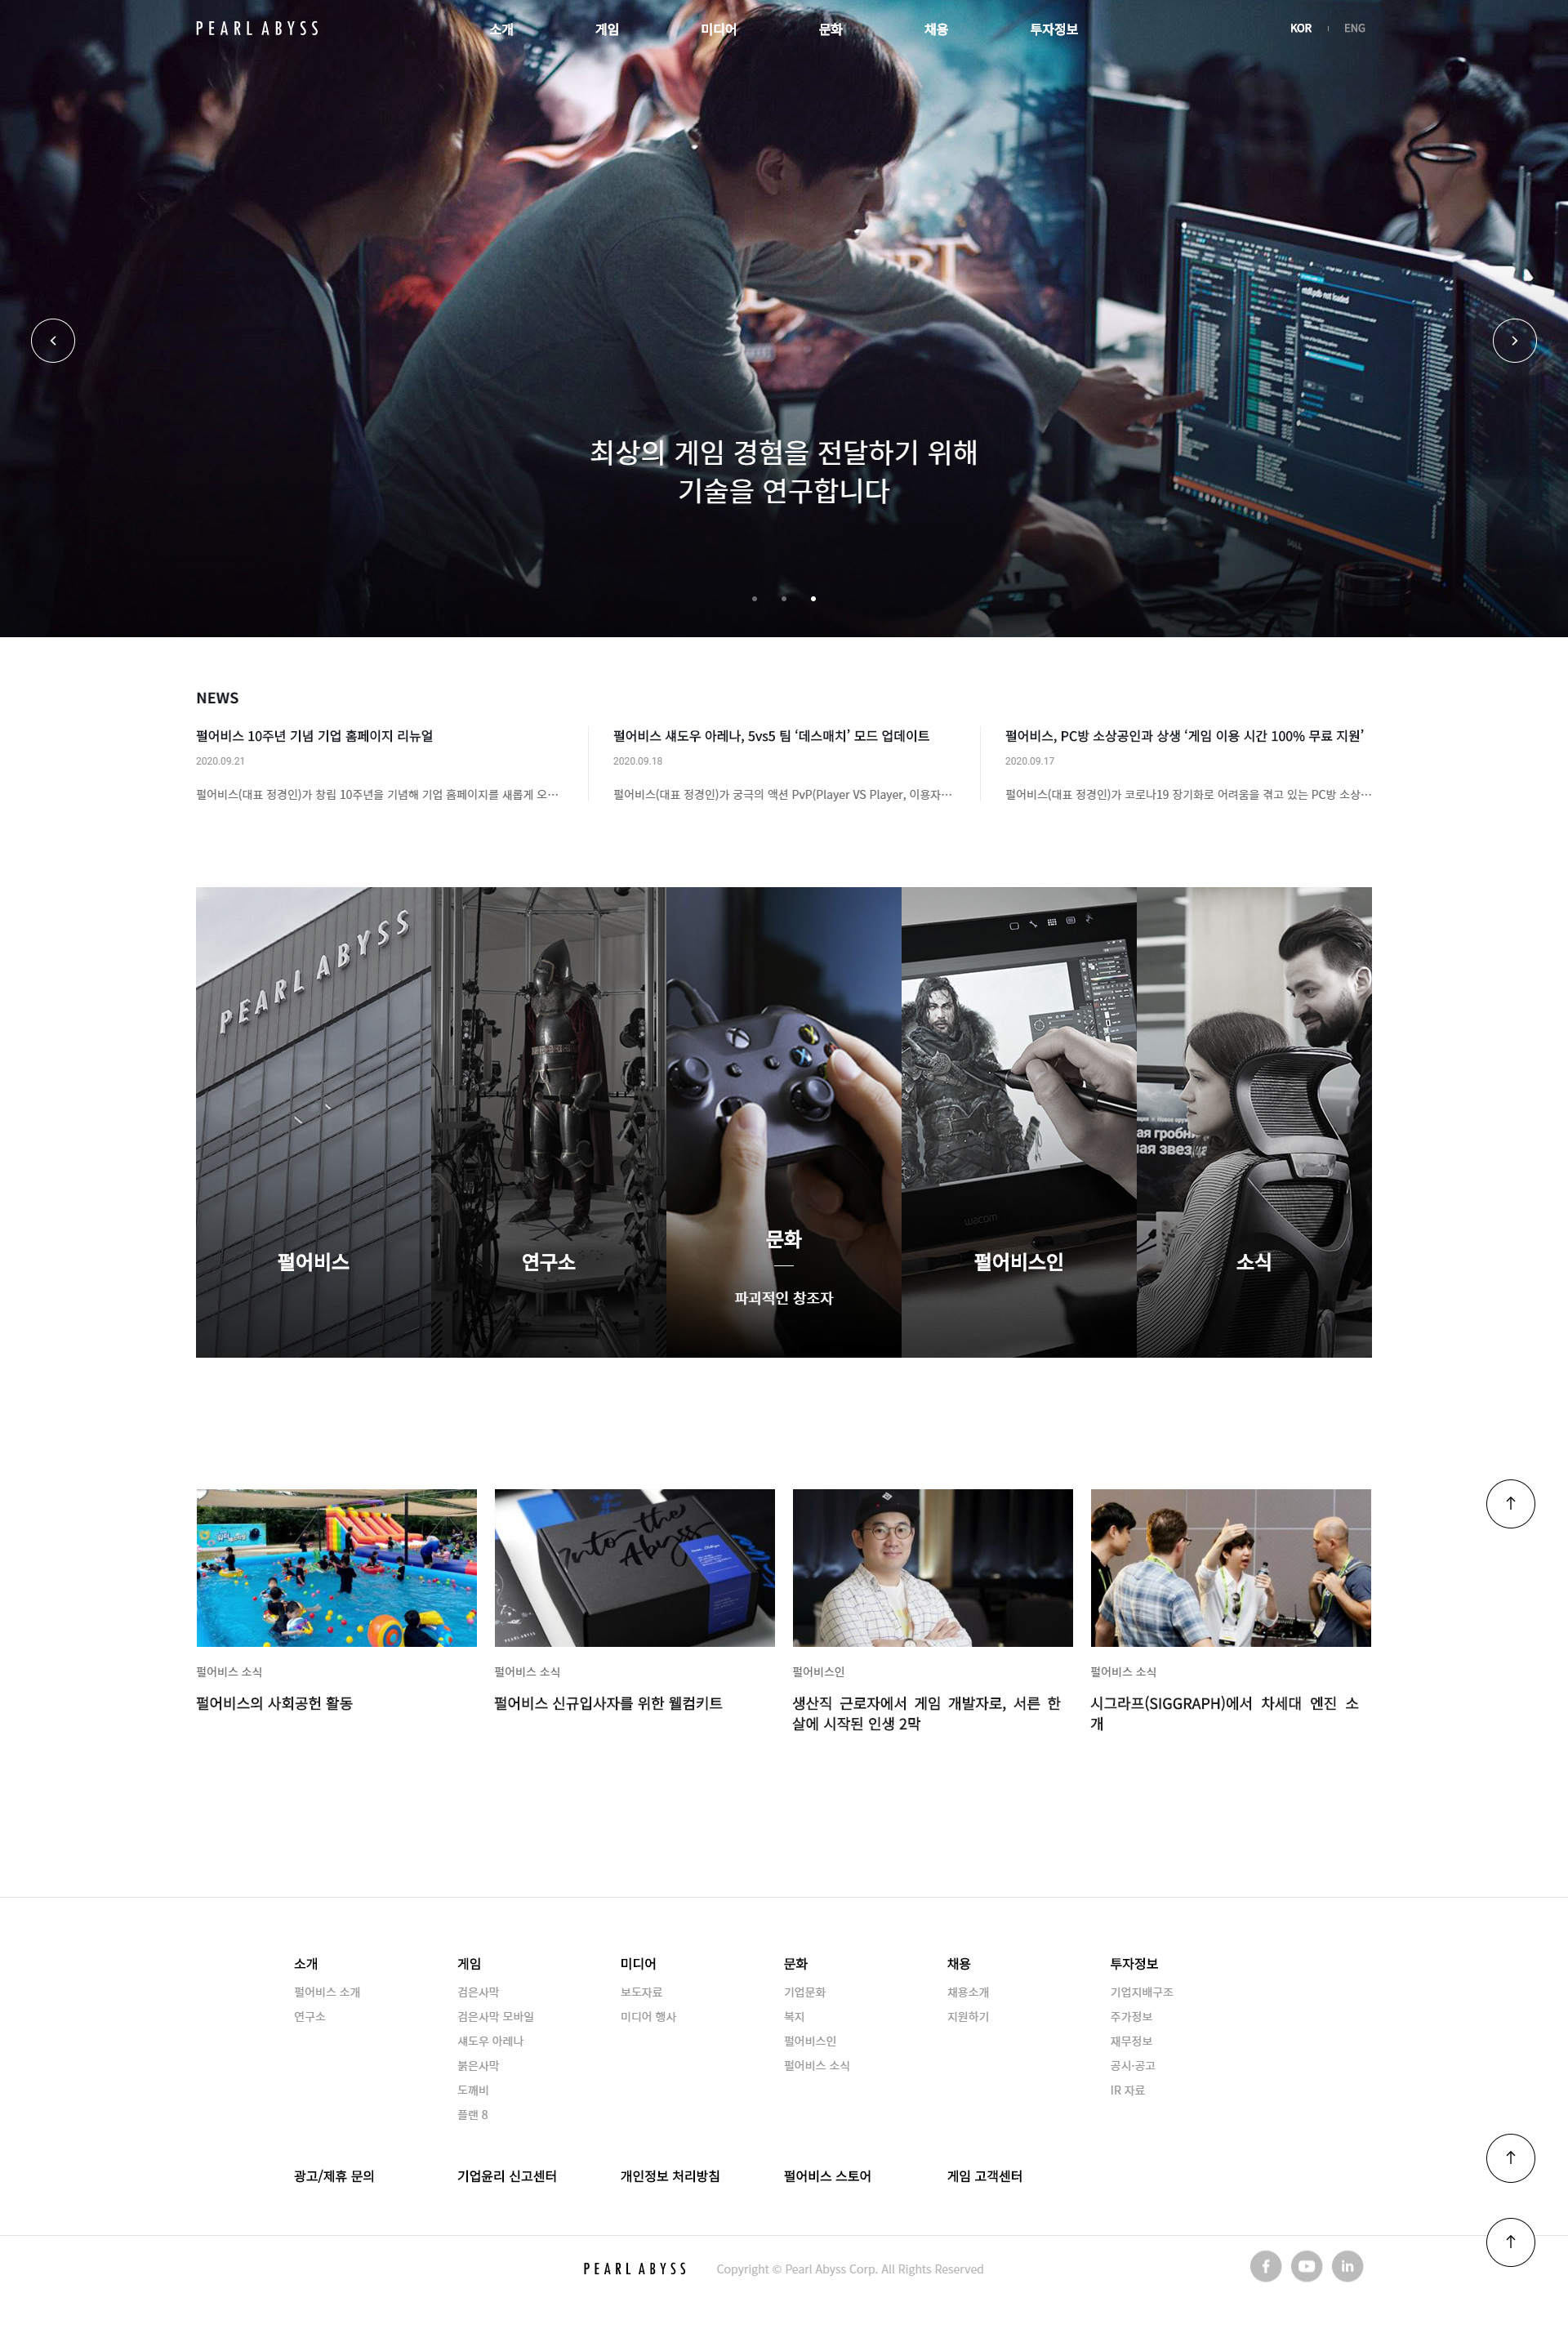 PEARL ABYSS
소개
게임
미디어
문화
채용
투자정보
KOR
ENG
최상의 게임 경험을 전달하기 위해
기술을 연구합니다
NEWS
펄어비스 10주년 기념 기업 홈페이지 리뉴얼
2020.09.21
펄어비스(대표 정경인)가 창립 10주년을 기념해 기업 홈페이지를 새롭게 오…
펄어비스 섀도우 아레나, 5vs5 팀 ‘데스매치’ 모드 업데이트
2020.09.18
펄어비스(대표 정경인)가 궁극의 액션 PvP(Player VS Player, 이용자…
펄어비스, PC방 소상공인과 상생 ‘게임 이용 시간 100% 무료 지원’
2020.09.17
펄어비스(대표 정경인)가 코로나19 장기화로 어려움을 겪고 있는 PC방 소상…
PEARL ABYSS
펄어비스
연구소
문화
파괴적인 창조자
wacom
펄어비스인
소식
Into the
Abyss
PEARL ABYSS
펄어비스 소식
펄어비스의 사회공헌 활동
펄어비스 소식
펄어비스 신규입사자를 위한 웰컴키트
펄어비스인
생산직 근로자에서 게임 개발자로, 서른 한
살에 시작된 인생 2막
펄어비스 소식
시그라프(SIGGRAPH)에서 차세대 엔진 소
개
소개
펄어비스 소개
연구소
게임
검은사막
검은사막 모바일
섀도우 아레나
붉은사막
도깨비
플랜 8
미디어
보도자료
미디어 행사
문화
기업문화
복지
펄어비스인
펄어비스 소식
채용
채용소개
지원하기
투자정보
기업지배구조
주가정보
재무정보
공시·공고
IR 자료
광고/제휴 문의
기업윤리 신고센터
개인정보 처리방침
펄어비스 스토어
게임 고객센터
PEARL ABYSS
Copyright © Pearl Abyss Corp. All Rights Reserved